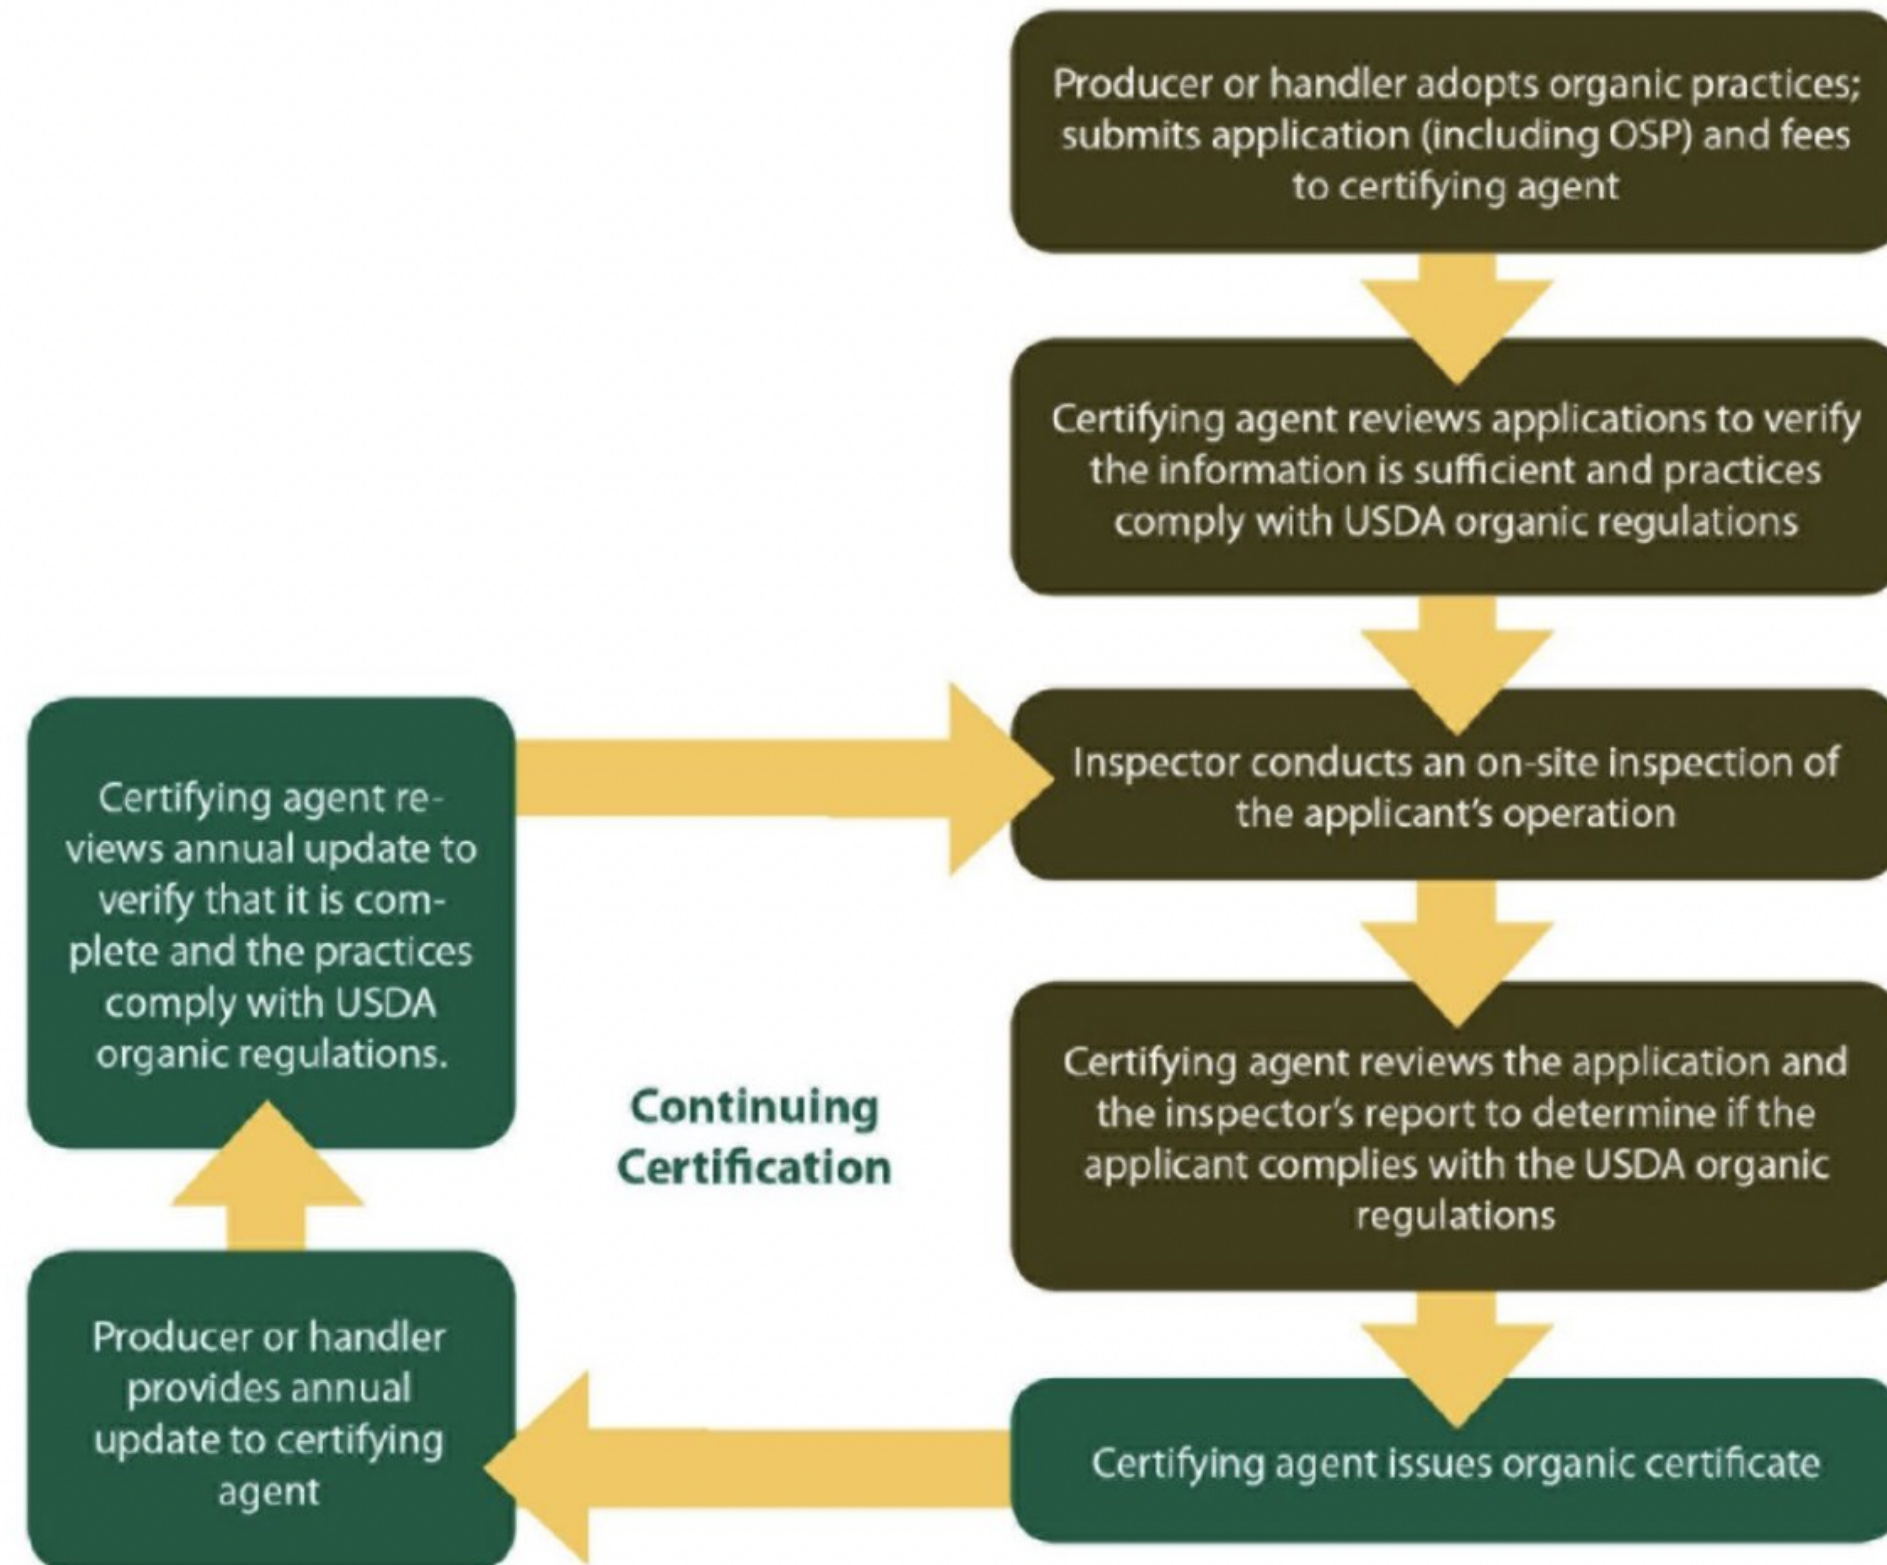 Producer or handler adopts organic practices;
submits application (including OSP) and fees
to certifying agent
Certifying agent reviews applications to verify
the information is sufficient and practices
comply with USDA organic regulations
Inspector conducts an on-site inspection of
the applicant's operation
Certifying agent reviews the application and
the inspector's report to determine if the
applicant complies with the USDA organic
regulations
Certifying agent issues organic certificate
Producer or handler
provides annual
update to certifying
agent
Certifying agent re-
views annual update to
verify that it is com-
plete and the practices
comply with USDA
organic regulations.
Continuing
Certification